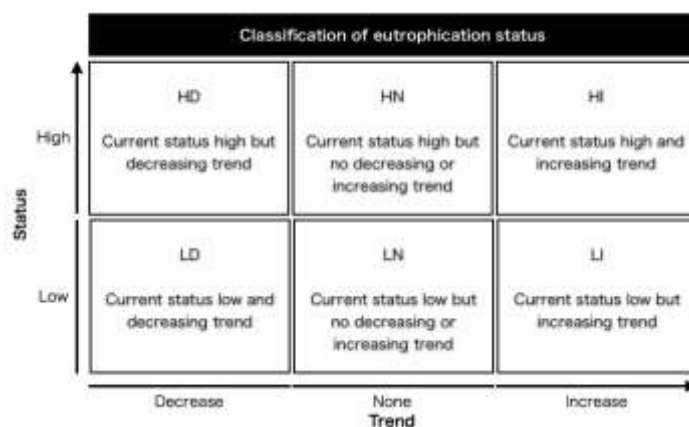 Classification of eutrophication status
HD
HN
HI
High
Current status high but
decreasing trend
Current status high but
no decreasing or
increasing trend
Current status high and
increasing trend
Status
LD
LN
LI
Low
Current status low and
decreasing trend
Current status low but
no decreasing or
increasing trend
Current status low but
increasing trend
Decrease
None
Increase
Trend